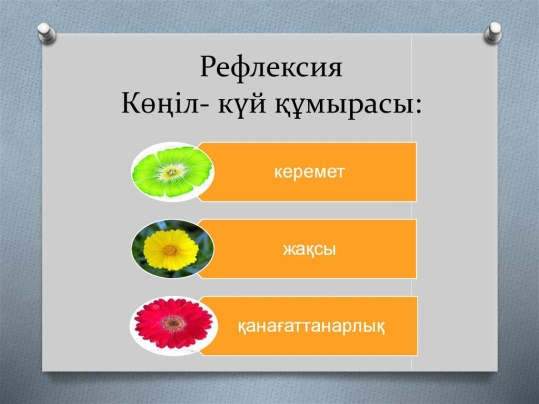 Рефлексия
Көңіл- күй құмырасы:
керемет
жақсы
қанағаттанарлық